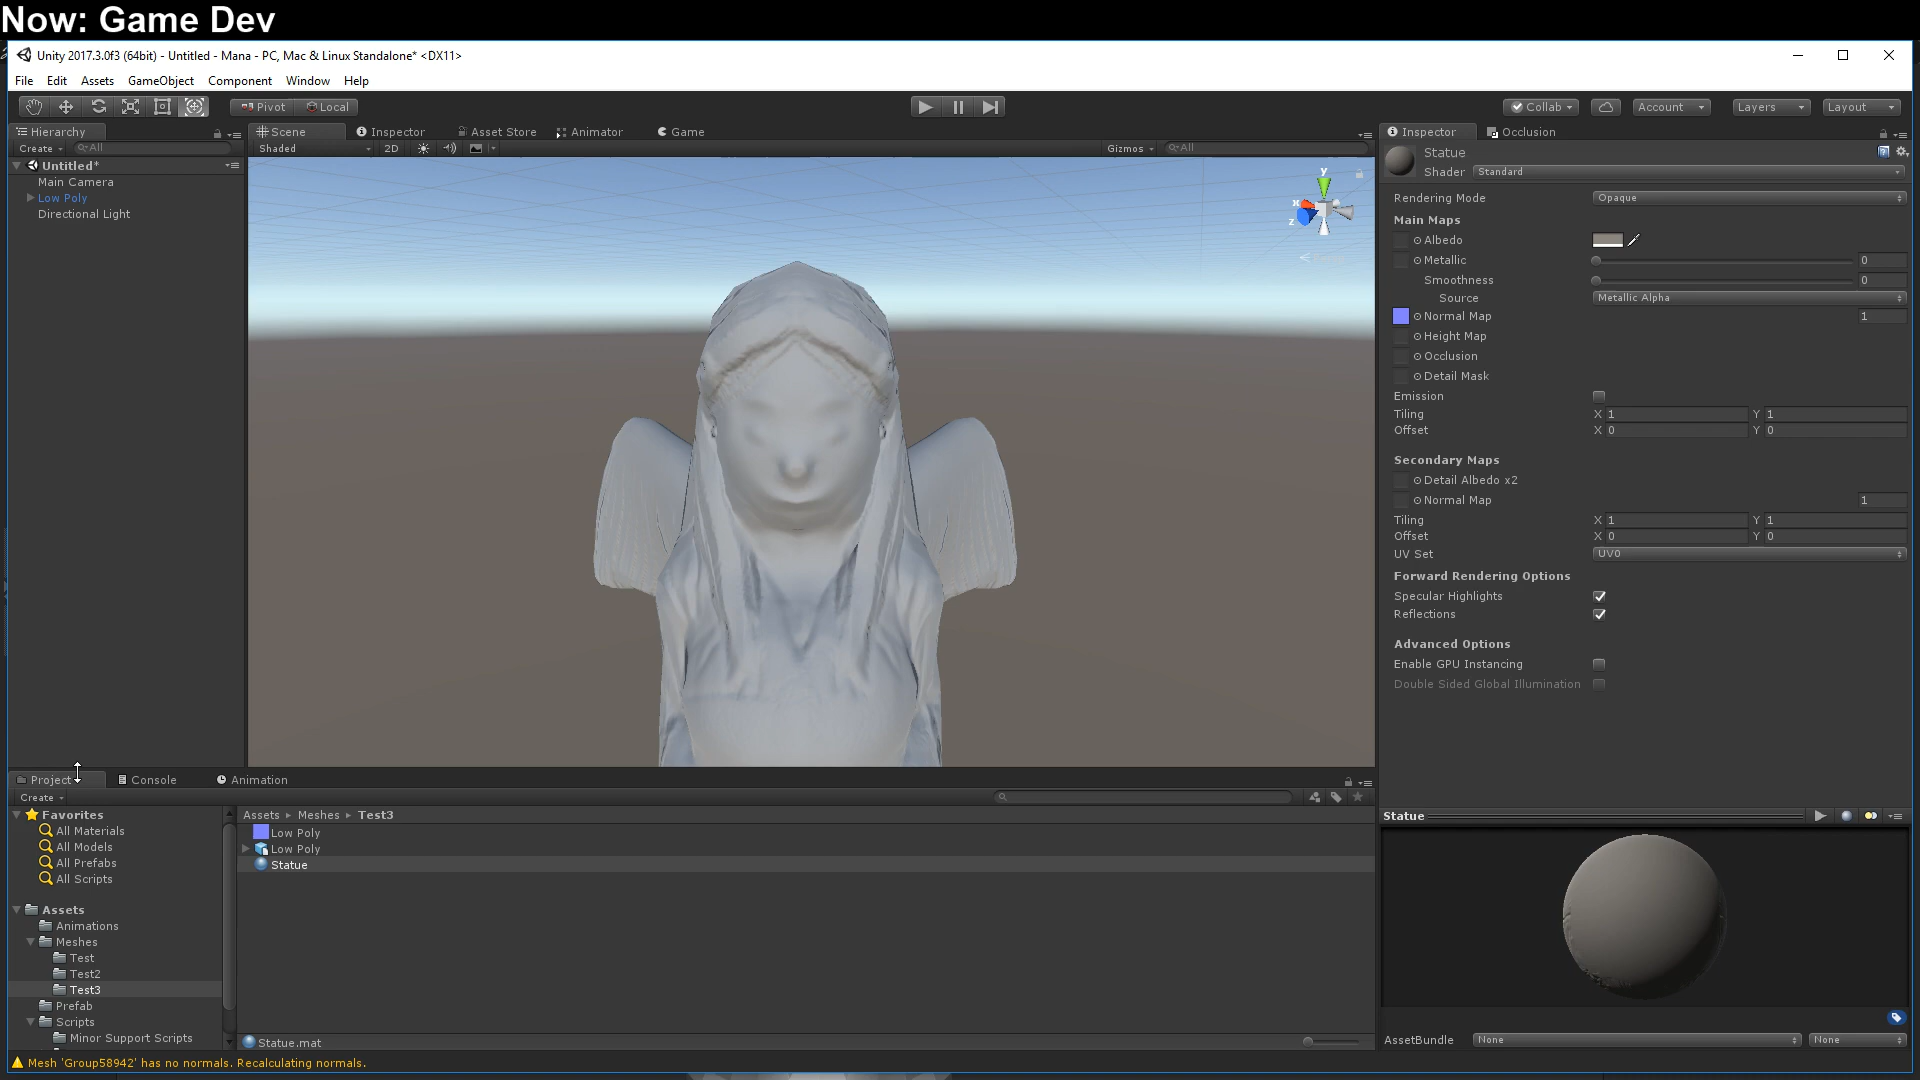 Now: Game Dev
Unity 2017.3.0f3 (64bit) - Untitled - Mana - PC, Mac & Linux Standalone* <DX11>
File Edit Assets GameObject Component Window Help
Pivot Local Collab Account Layers Layout
Hierarchy
Create All
Untitled*
Main Camera
Low Poly
Directional Light
Scene Inspector Asset Store Animator Game
Shaded 2D Gizmos All
y
x
z
Inspector Occlusion
Statue
Shader Standard
Rendering Mode Opaque
Main Maps
Albedo
Metallic 0
Smoothness 0
Source Metallic Alpha
Normal Map 1
Height Map
Occlusion
Detail Mask
Emission
Tiling X 1 Y 1
Offset X 0 Y 0
Secondary Maps
Detail Albedo x2
Normal Map 1
Tiling X 1 Y 1
Offset X 0 Y 0
UV Set UV0
Forward Rendering Options
Specular Highlights
Reflections
Advanced Options
Enable GPU Instancing
Double Sided Global Illumination
Project Console Animation
Create
Favorites
All Materials
All Models
All Prefabs
All Scripts
Assets
Animations
Meshes
Test
Test2
Test3
Prefab
Scripts
Minor Support Scripts
Assets Meshes Test3
Low Poly
Low Poly
Statue
Statue.mat
Statue
AssetBundle None None
Mesh 'Group58942' has no normals. Recalculating normals.